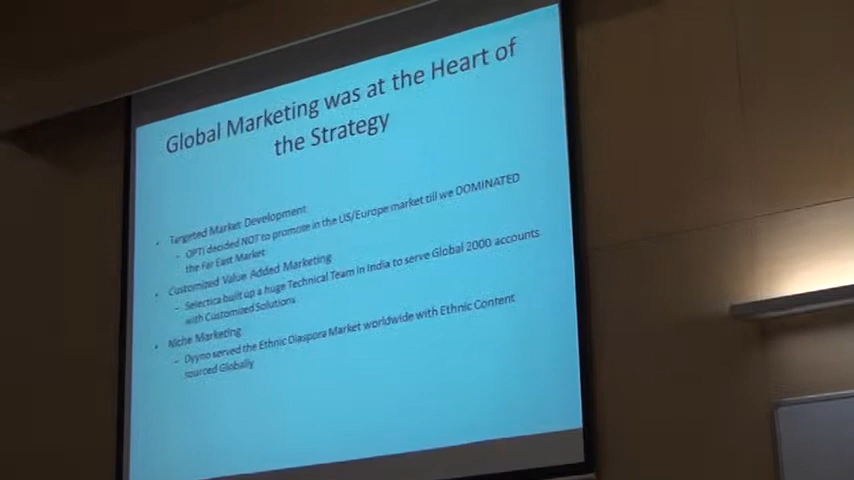 Global Marketing was at the Heart of
the Strategy
• Targeted Market Development
- OPTi decided NOT to promote in the US/Europe market till we DOMINATED
the Far East Market
• Customized Value Added Marketing
- Selectica built up a huge Technical Team in India to serve Global 2000 accounts
with Customized Solutions
• Niche Marketing
- Dyyno served the Ethnic Diaspora Market worldwide with Ethnic Content
sourced Globally